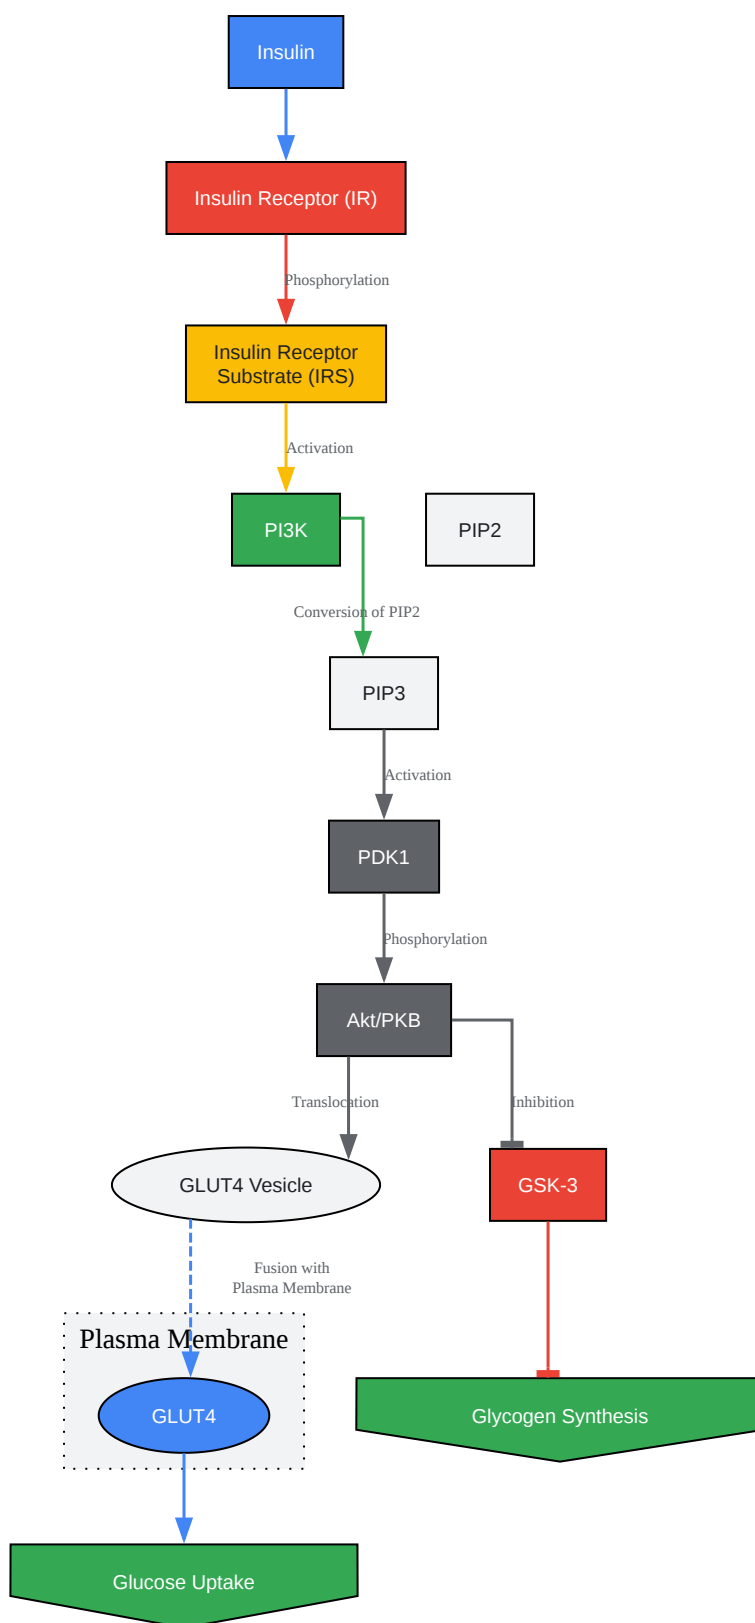 Insulin
Insulin Receptor (IR)
Phosphorylation
Insulin Receptor
Substrate (IRS)
Activation
PI3K
PIP2
Conversion of PIP2
PIP3
Activation
PDK1
Phosphorylation
Akt/PKB
Translocation
Inhibition
GLUT4 Vesicle
GSK-3
Fusion with
Plasma Membrane
Plasma Membrane
GLUT4
Glycogen Synthesis
Glucose Uptake